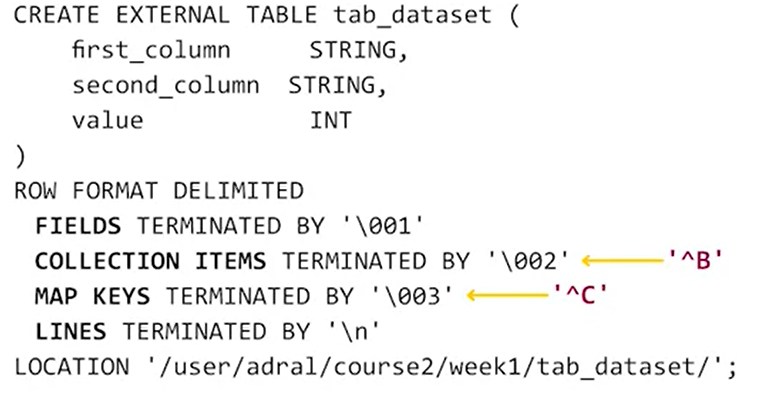 CREATE EXTERNAL TABLE tab_dataset (
first_column STRING,
second_column STRING,
value INT
)
ROW FORMAT DELIMITED
FIELDS TERMINATED BY '\001'
COLLECTION ITEMS TERMINATED BY '\002' '^B'
MAP KEYS TERMINATED BY '\003' '^C'
LINES TERMINATED BY '\n'
LOCATION '/user/adral/course2/week1/tab_dataset/';